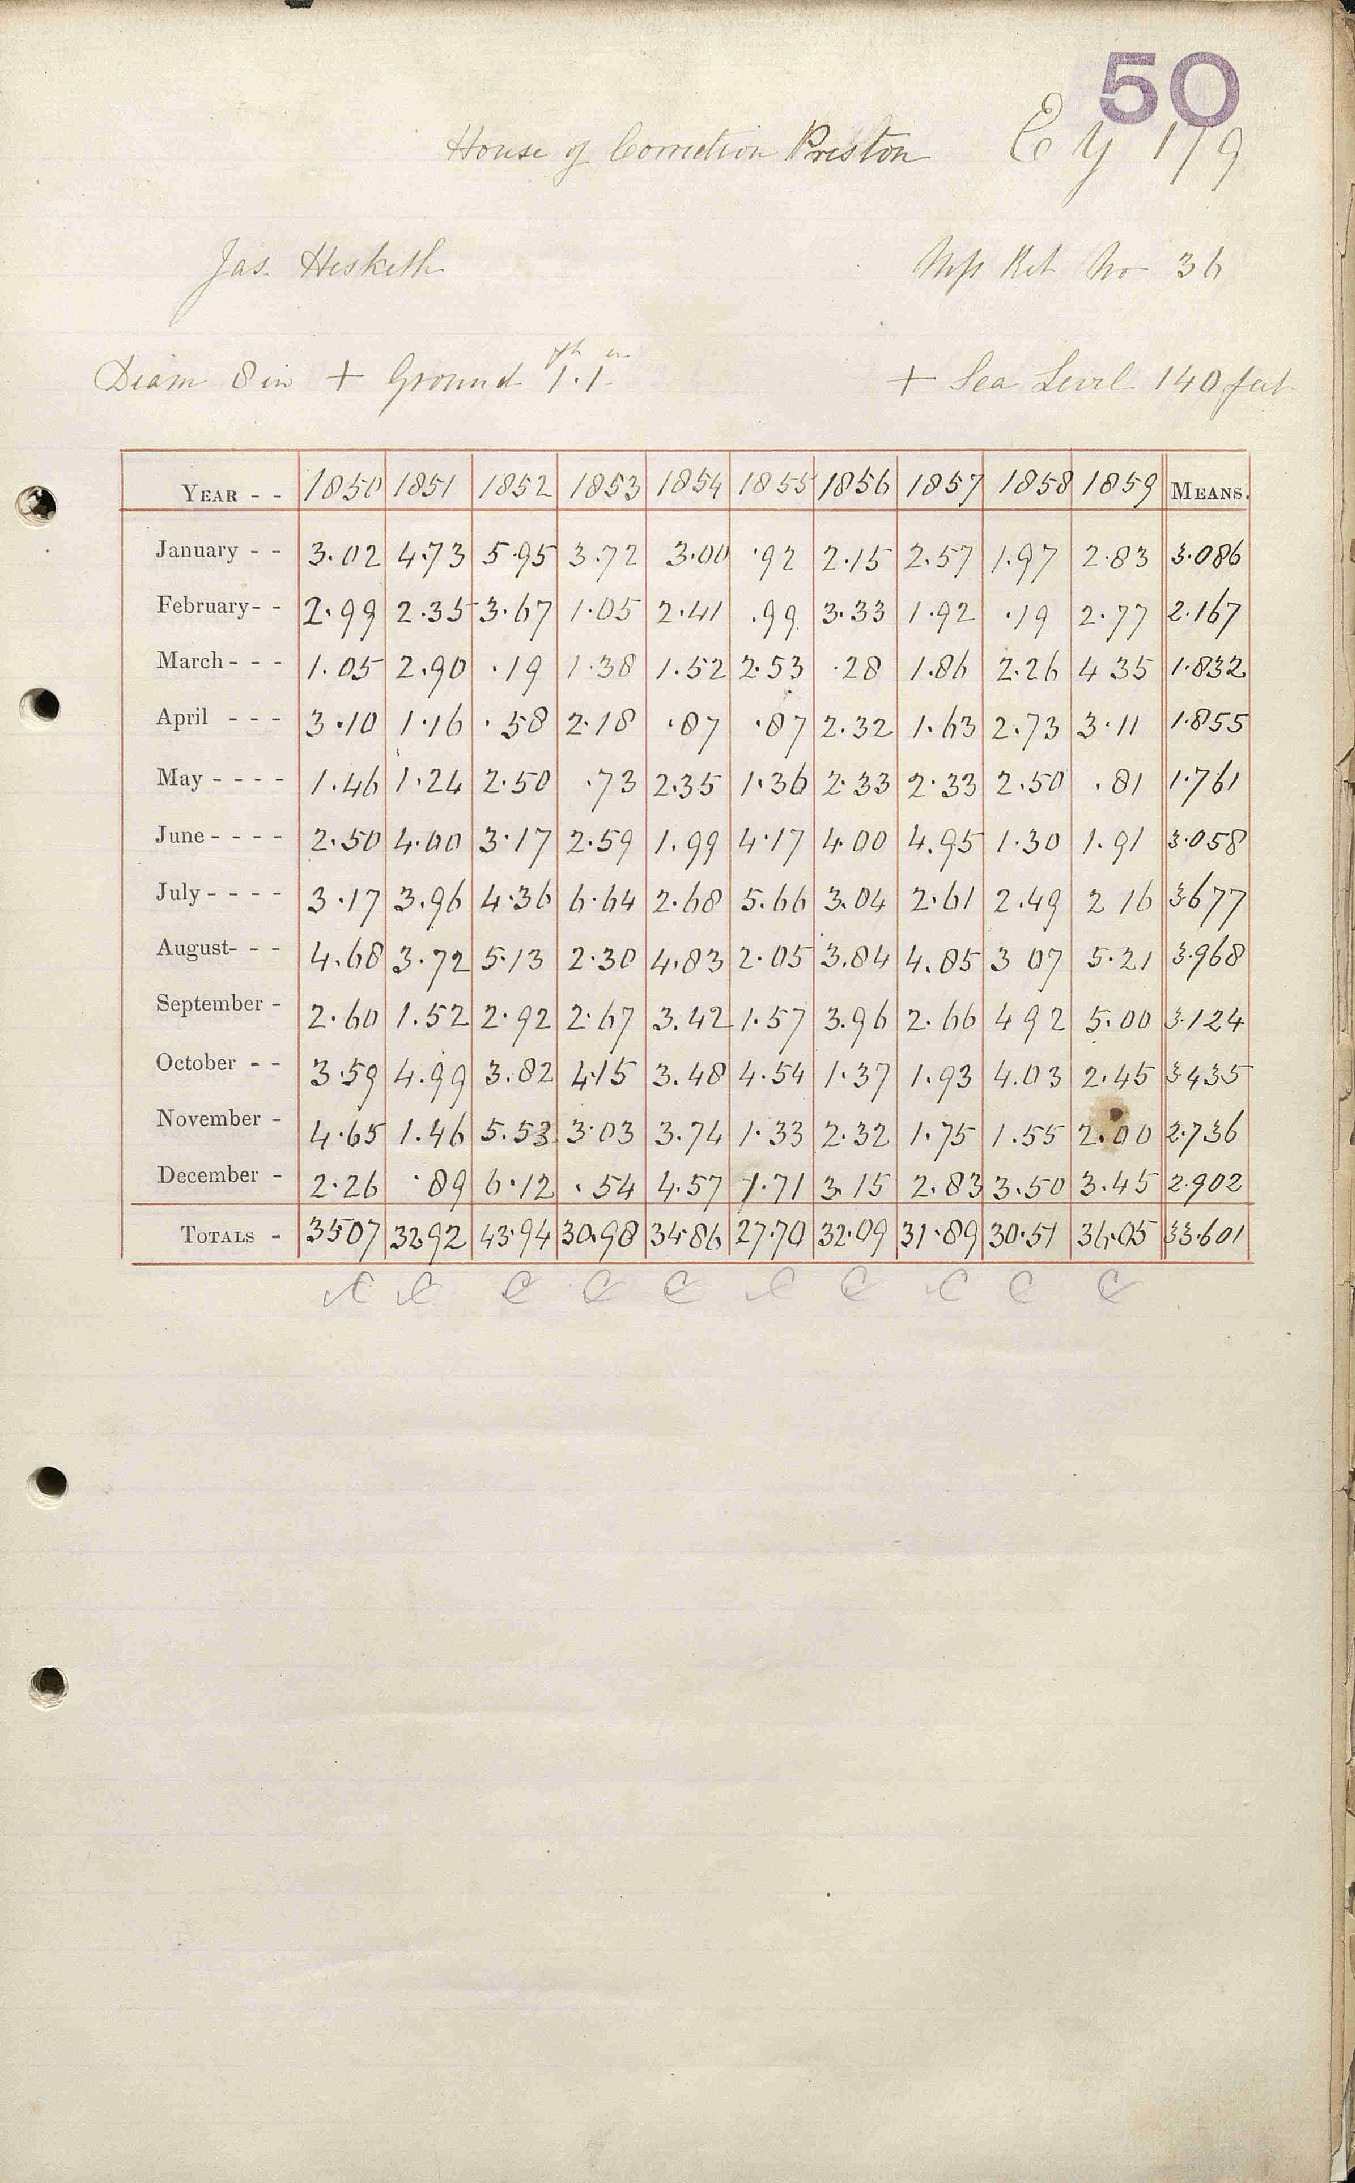 50
House of Correction Preston
Jas. Hesketh
No 36
Diam 8 in + Ground 1.1
+ Sea Level 140 feet
YEAR - - 1850 1851 1852 1853 1854 1855 1856 1857 1858 1859 MEANS.
January - - 3.02 4.73 5.95 3.72 3.00 .92 2.15 2.57 1.97 2.83 3.086
February - - 2.99 2.35 3.67 1.05 2.41 .99 3.33 1.92 .19 2.77 2.167
March - - - 1.05 2.90 .19 1.38 1.52 2.53 .28 1.86 2.26 4 35 1.832
April - - - 3.10 1.16 .58 2.18 .87 .87 2.32 1.63 2.73 3.11 1.855
May - - - - 1.46 1.24 2.50 .73 2.35 1.36 2.33 2.33 2.50 .81 1.761
June - - - - 2.50 4.00 3.17 2.59 1.99 4.17 4.00 4.95 1.30 1.91 3.058
July - - - - 3.17 3.96 4.36 6.64 2.68 5.66 3.04 2.61 2.49 2 16 3.677
August- - - 4.68 3.72 5.13 2.30 4.83 2.05 3.84 4.85 3 07 5.21 3.968
September - 2.60 1.52 2.92 2.67 3.42 1.57 3.96 2.66 4 92 5.00 3.124
October - - 3.59 4.99 3.82 4.15 3.48 4.54 1.37 1.93 4.03 2.45 3.435
November - 4.65 1.46 5.53 3.03 3.74 1.33 2.32 1.75 1.55 2.00 2.736
December - 2.26 .89 6.12 .54 4.57 1.71 3.15 2.83 3.50 3.45 2.902
TOTALS - 35.07 32.92 43.94 30.98 34.86 27.70 32.09 31.89 30.51 36.05 33.601